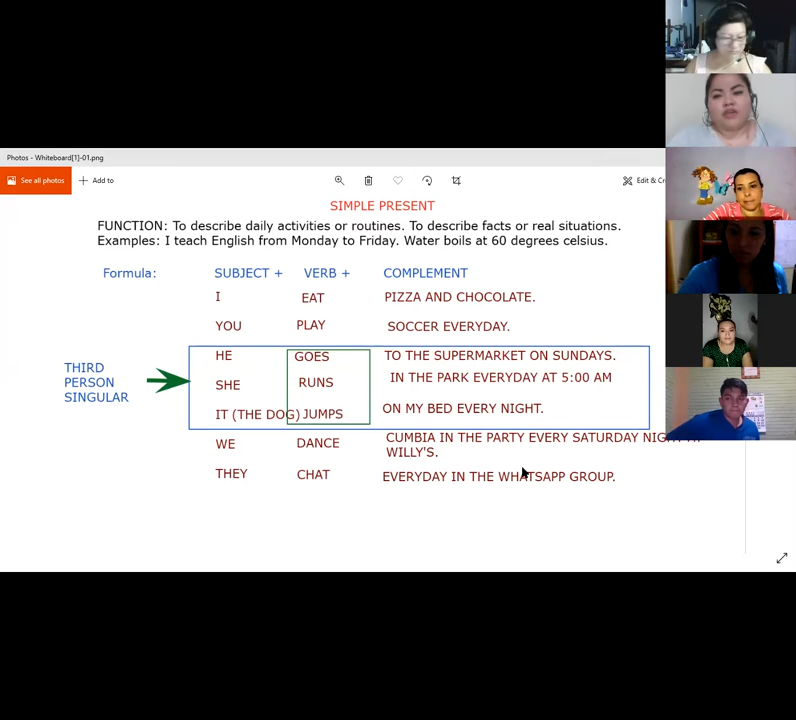 Photos - Whiteboard[1]-01.png
See all photos + Add to Edit &
SIMPLE PRESENT
FUNCTION: To describe daily activities or routines. To describe facts or real situations.
Examples: I teach English from Monday to Friday. Water boils at 60 degrees celsius.
Formula: SUBJECT + VERB + COMPLEMENT
I EAT PIZZA AND CHOCOLATE.
YOU PLAY SOCCER EVERYDAY.
HE GOES TO THE SUPERMARKET ON SUNDAYS.
THIRD
PERSON
SINGULAR
SHE RUNS IN THE PARK EVERYDAY AT 5:00 AM
IT (THE DOG) JUMPS ON MY BED EVERY NIGHT.
WE DANCE CUMBIA IN THE PARTY EVERY SATURDAY NIGHT AT
WILLY'S.
THEY CHAT EVERYDAY IN THE WHATSAPP GROUP.